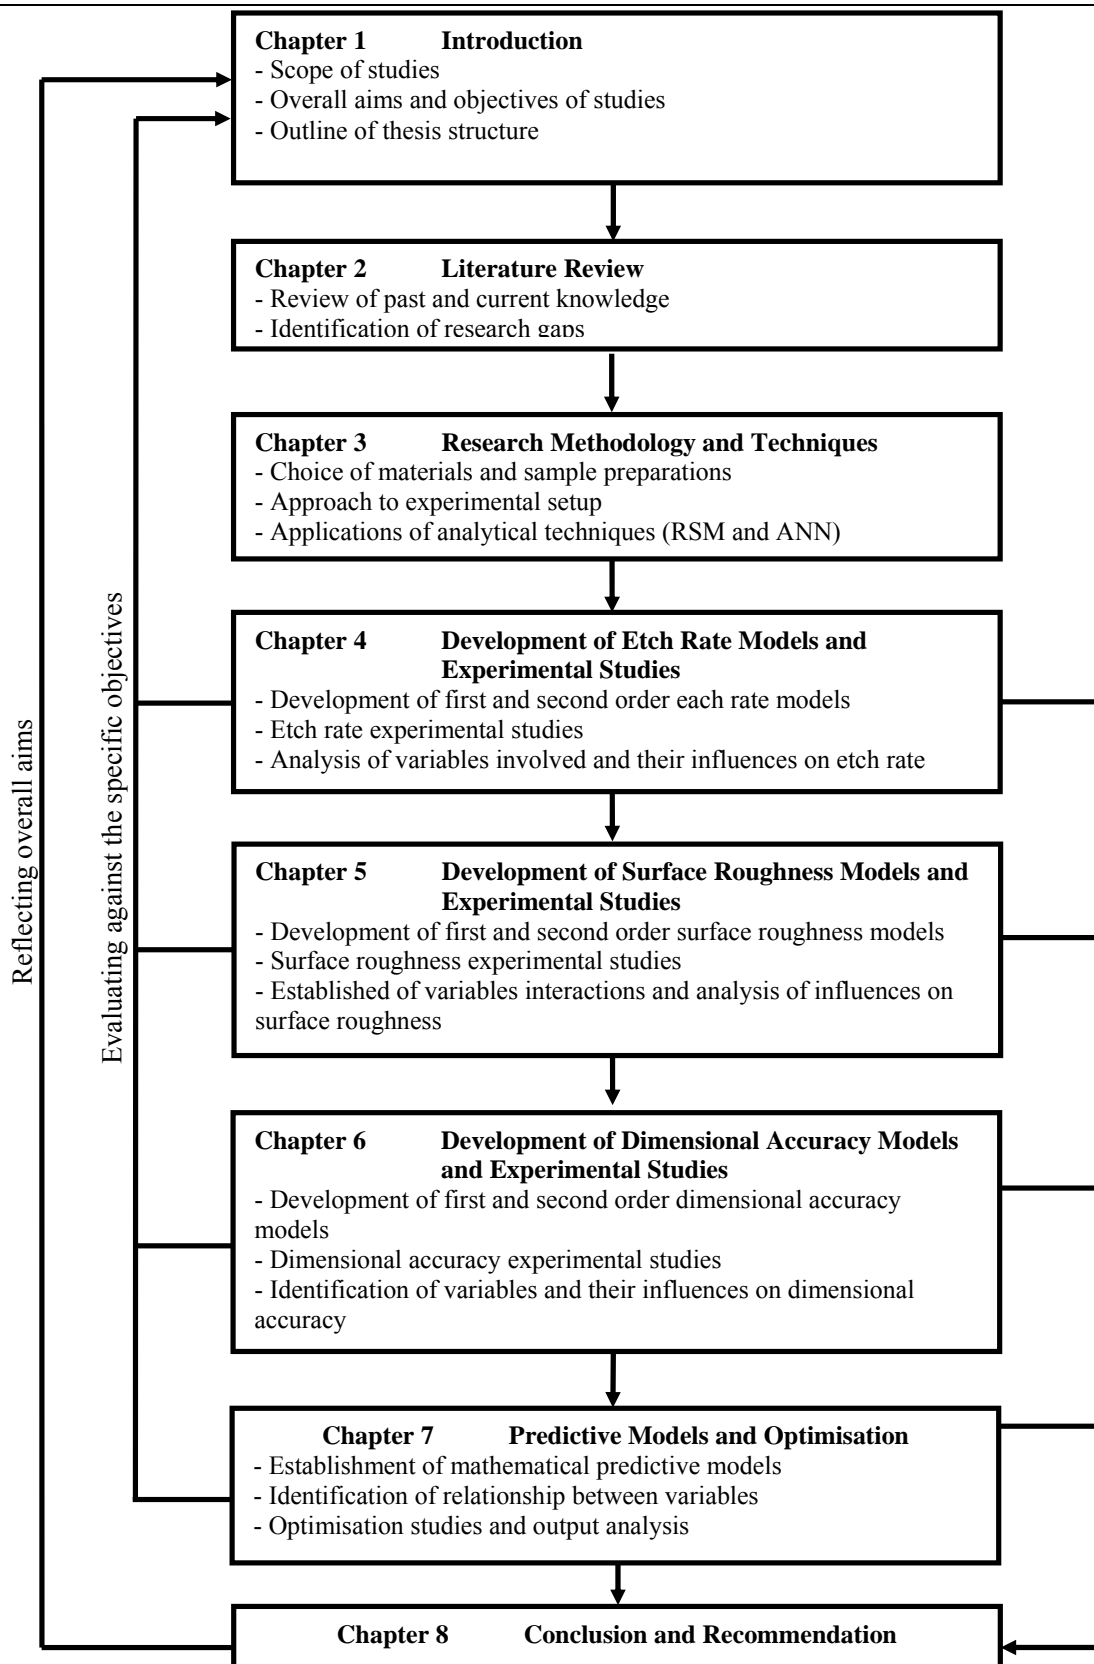 Chapter 1 Introduction
- Scope of studies
- Overall aims and objectives of studies
- Outline of thesis structure
Chapter 2 Literature Review
- Review of past and current knowledge
- Identification of research gaps
Chapter 3 Research Methodology and Techniques
- Choice of materials and sample preparations
- Approach to experimental setup
- Applications of analytical techniques (RSM and ANN)
Chapter 4 Development of Etch Rate Models and
Experimental Studies
- Development of first and second order each rate models
- Etch rate experimental studies
- Analysis of variables involved and their influences on etch rate
Chapter 5 Development of Surface Roughness Models and
Experimental Studies
- Development of first and second order surface roughness models
- Surface roughness experimental studies
- Established of variables interactions and analysis of influences on
surface roughness
Chapter 6 Development of Dimensional Accuracy Models
and Experimental Studies
- Development of first and second order dimensional accuracy
models
- Dimensional accuracy experimental studies
- Identification of variables and their influences on dimensional
accuracy
Chapter 7 Predictive Models and Optimisation
- Establishment of mathematical predictive models
- Identification of relationship between variables
- Optimisation studies and output analysis
Chapter 8 Conclusion and Recommendation
Reflecting overall aims
Evaluating against the specific objectives